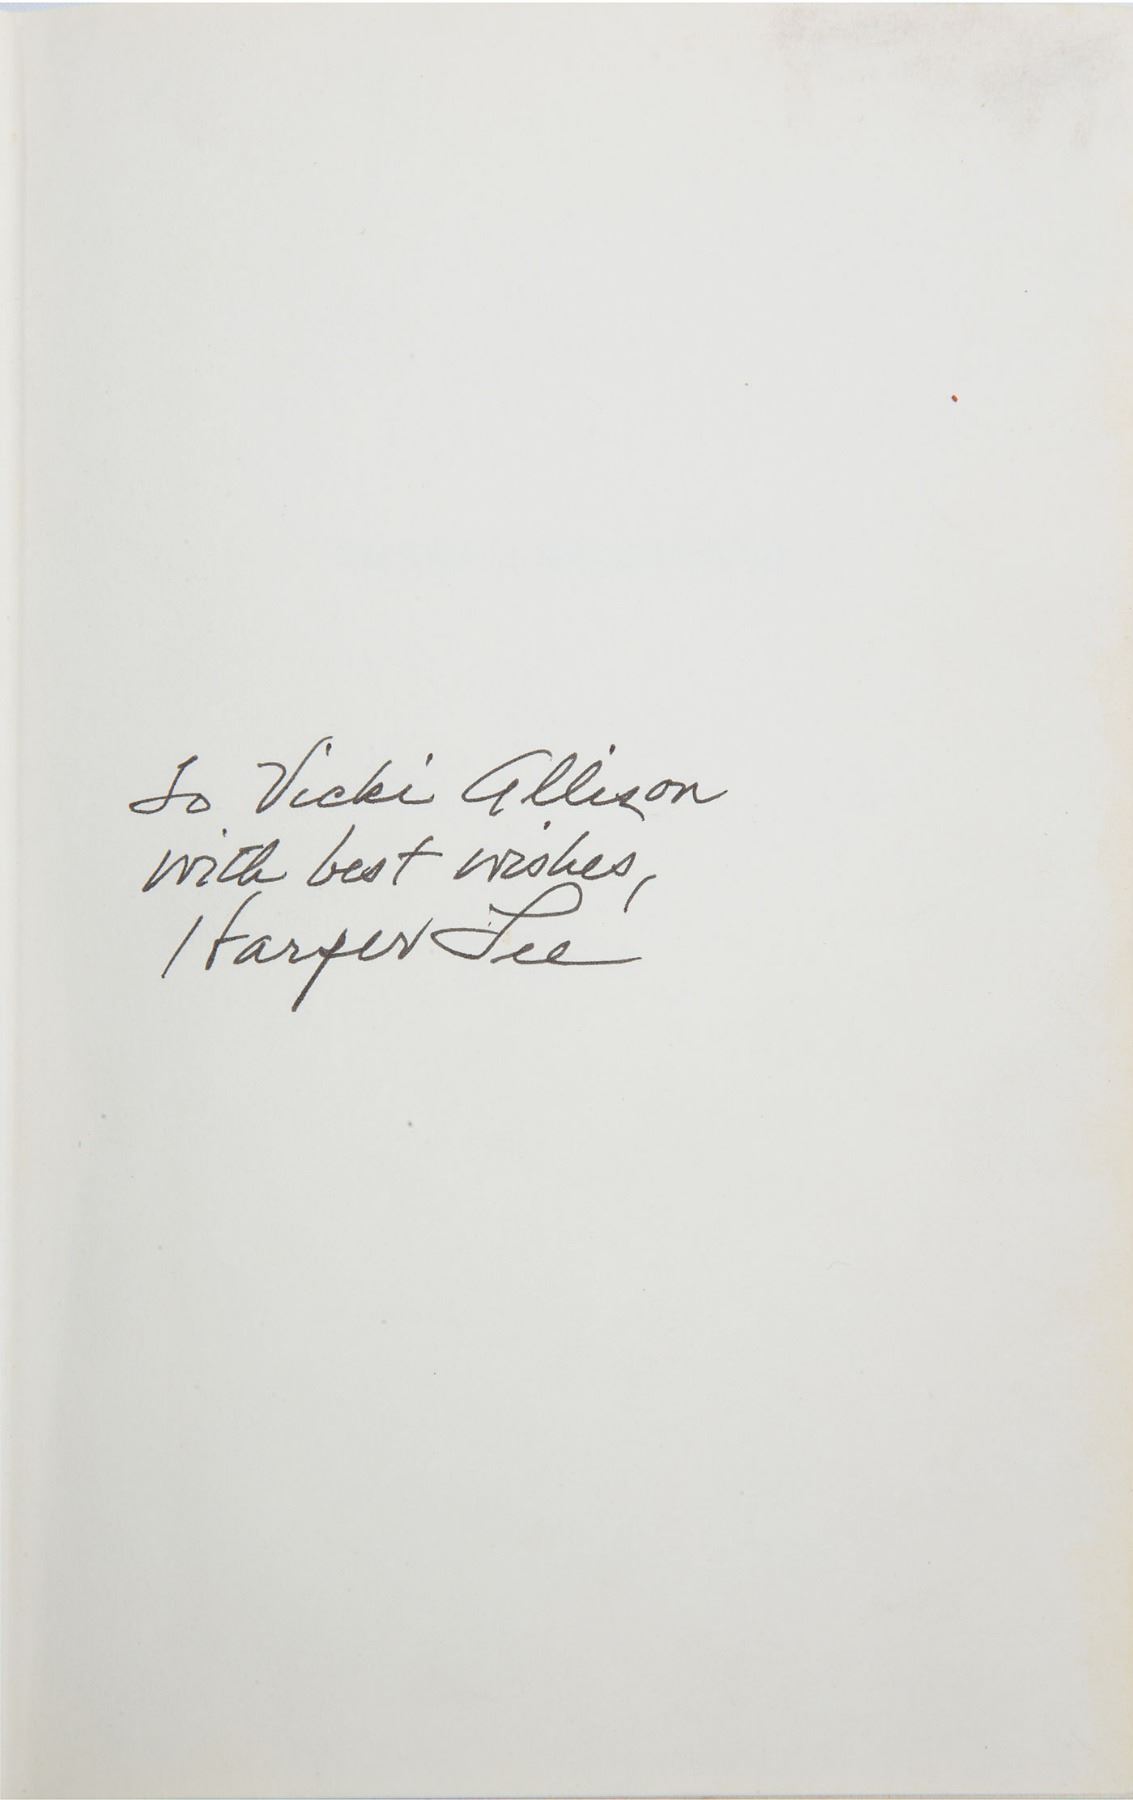 To Vicki Allison
with best wishes,
Harper Lee